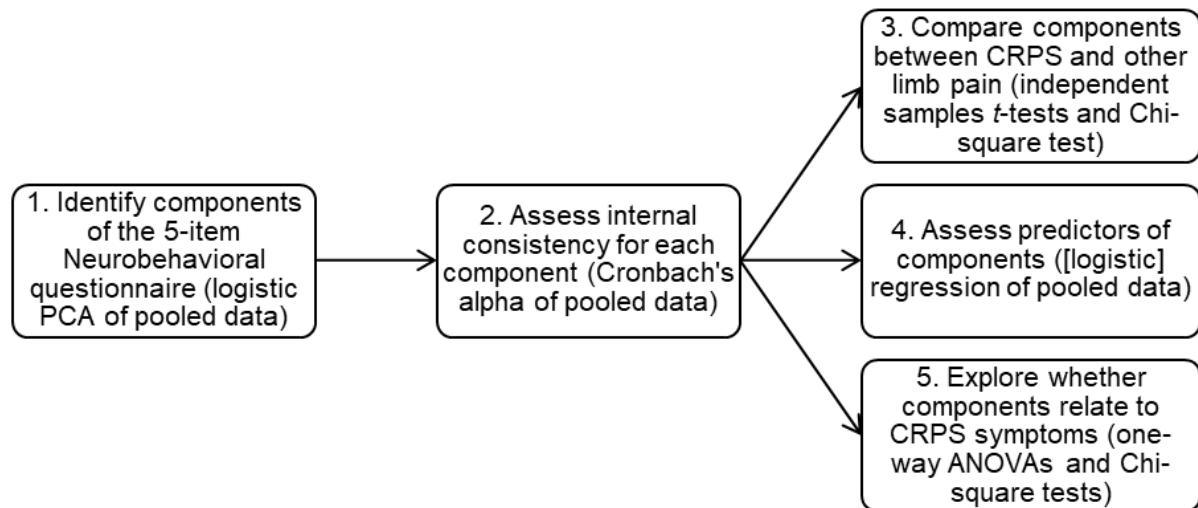 1. Identify components
of the 5-item
Neurobehavioral
questionnaire (logistic
PCA of pooled data)
2. Assess internal
consistency for each
component (Cronbach's
alpha of pooled data)
3. Compare components
between CRPS and other
limb pain (independent
samples t-tests and Chi-
square test)
4. Assess predictors of
components ([logistic]
regression of pooled data)
5. Explore whether
components relate to
CRPS symptoms (one-
way ANOVAs and Chi-
square tests)